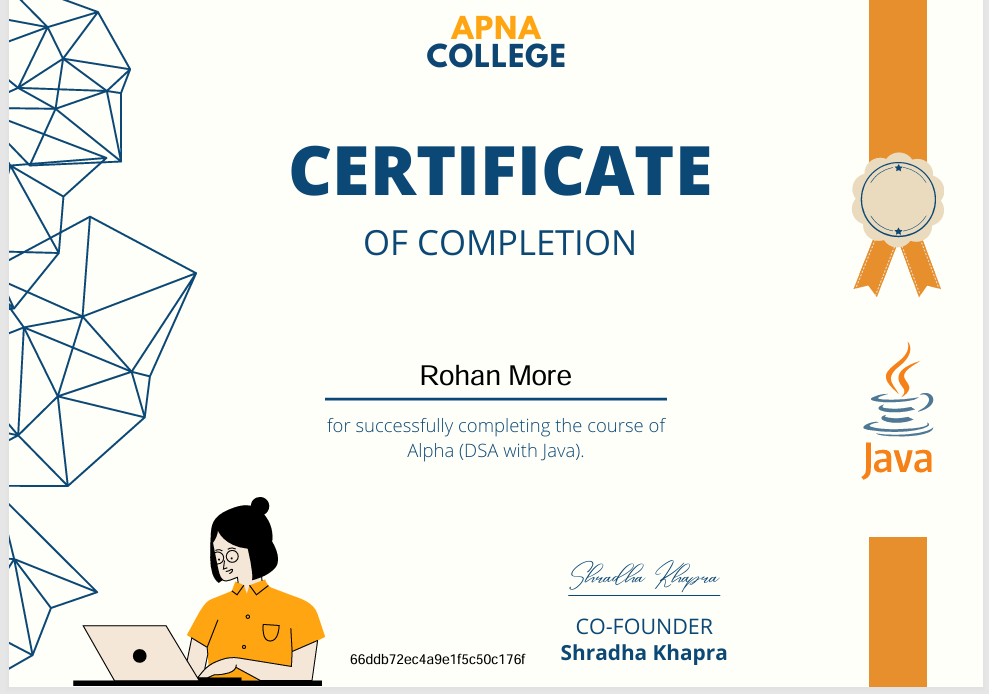 APNA
COLLEGE
CERTIFICATE
OF COMPLETION
Rohan More
for successfully completing the course of
Alpha (DSA with Java).
Java
Shradha Khapra
CO-FOUNDER
Shradha Khapra
66ddb72ec4a9e1f5c50c176f